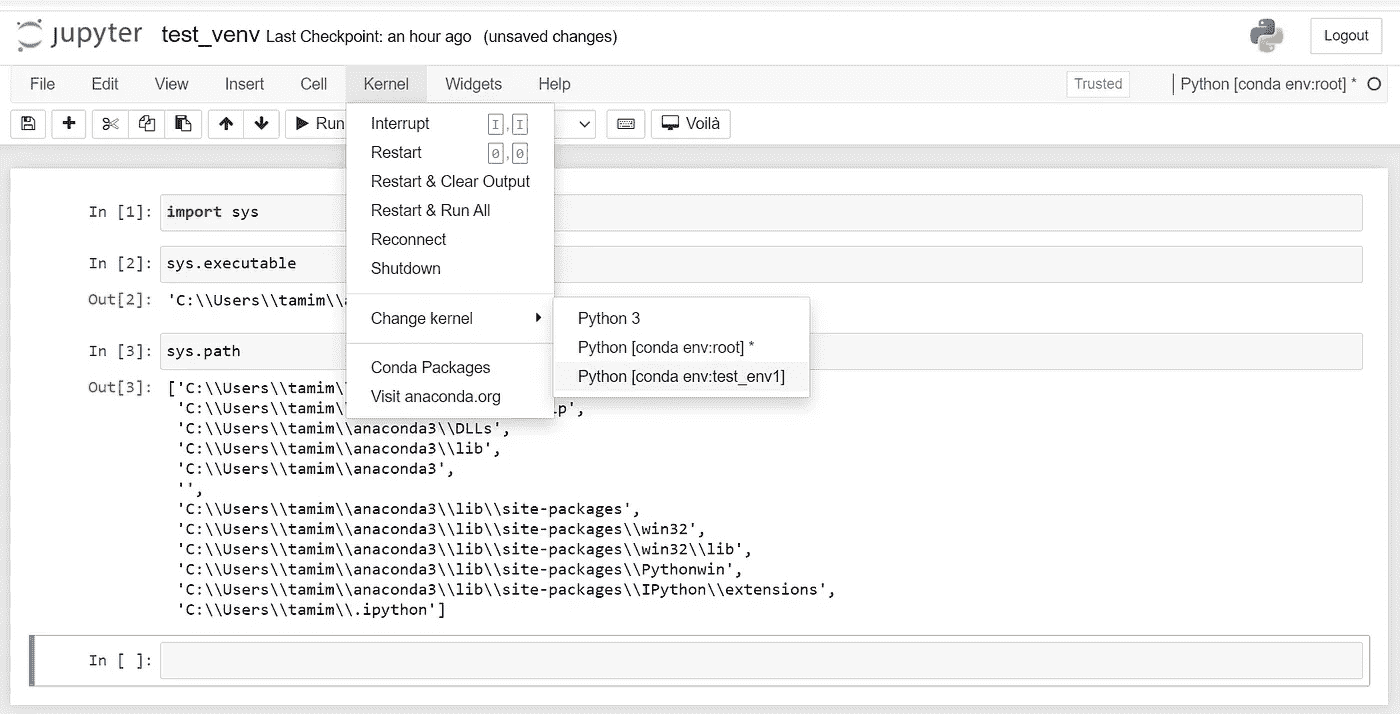 jupyter test_venv Last Checkpoint: an hour ago (unsaved changes) Logout
File Edit View Insert Cell Kernel Widgets Help Trusted Python [conda env:root] *
Run Voilà
Interrupt I,I
Restart 0,0
Restart & Clear Output
Restart & Run All
Reconnect
Shutdown
Change kernel
Conda Packages
Visit anaconda.org
Python 3
Python [conda env:root] *
Python [conda env:test_env1]
In [1]: import sys
In [2]: sys.executable
Out[2]: 'C:\\Users\\tamim\\
In [3]: sys.path
Out[3]: ['C:\\Users\\tamim\\
'C:\\Users\\tamim\\ p',
'C:\\Users\\tamim\\anaconda3\\DLLs',
'C:\\Users\\tamim\\anaconda3\\lib',
'C:\\Users\\tamim\\anaconda3',
'',
'C:\\Users\\tamim\\anaconda3\\lib\\site-packages',
'C:\\Users\\tamim\\anaconda3\\lib\\site-packages\\win32',
'C:\\Users\\tamim\\anaconda3\\lib\\site-packages\\win32\\lib',
'C:\\Users\\tamim\\anaconda3\\lib\\site-packages\\Pythonwin',
'C:\\Users\\tamim\\anaconda3\\lib\\site-packages\\IPython\\extensions',
'C:\\Users\\tamim\\.ipython']
In [ ]: